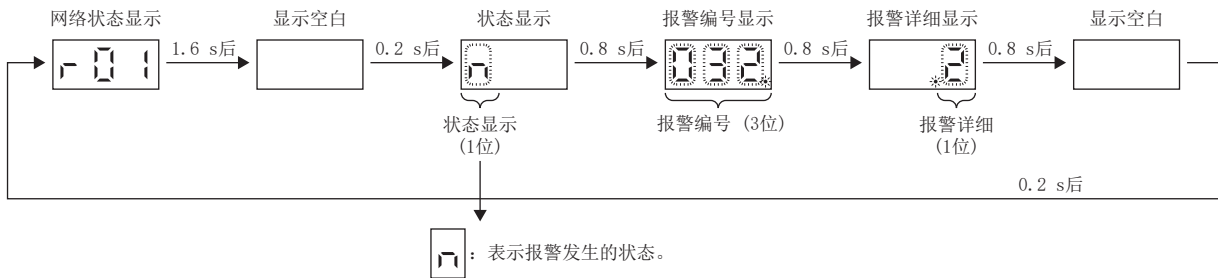 网络状态显示 显示空白 状态显示 报警编号显示 报警详细显示 显示空白
r01 1.6 s后 0.2 s后 n 0.8 s后 032. 0.8 s后 .2 0.8 s后
状态显示 报警编号 (3位) 报警详细
(1位) (1位)
0.2 s后
n : 表示报警发生的状态。